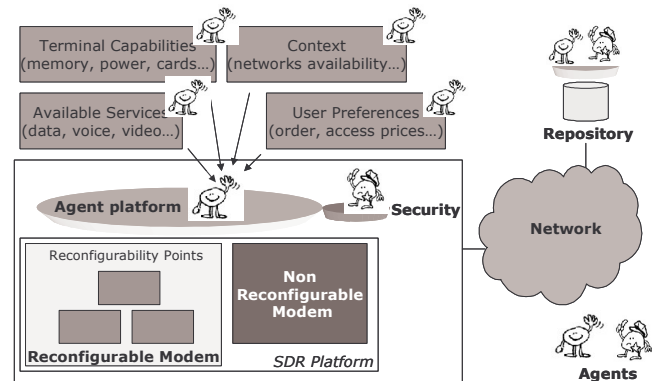 Terminal Capabilities
(memory, power, cards…)
Context
(networks availability…)
Available Services
(data, voice, video…)
User Preferences
(order, access prices…)
Repository
Agent platform
Security
Network
Reconfigurability Points
Reconfigurable Modem
Non
Reconfigurable
Modem
SDR Platform
Agents